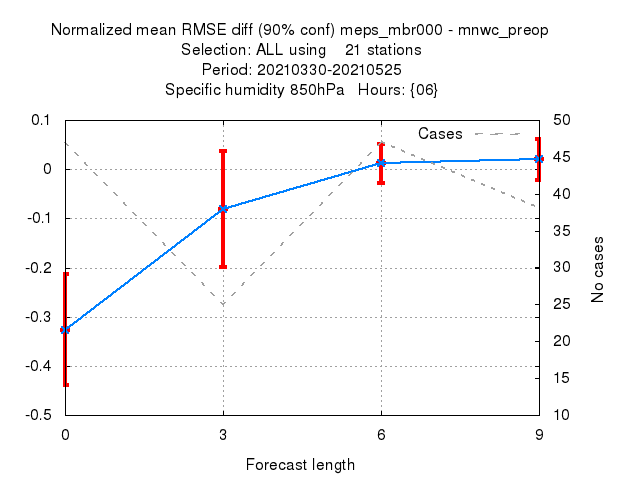 Normalized mean RMSE diff (90% conf) meps_mbr000 - mnwc_preop
Selection: ALL using 21 stations
Period: 20210330-20210525
Specific humidity 850hPa Hours: {06}
0.1
0
-0.1
-0.2
-0.3
-0.4
-0.5
Cases
50
45
40
35
30
25
20
15
10
No cases
0 3 6 9
Forecast length